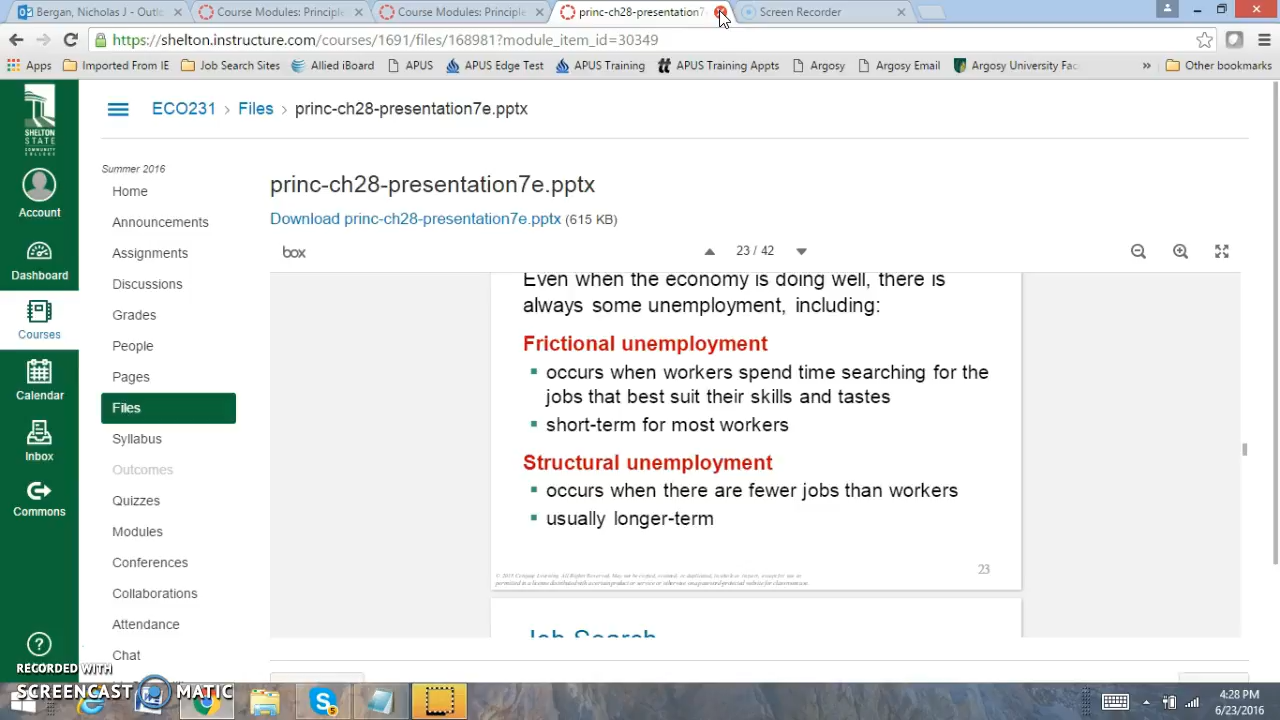 Bergan, Nicholas J - Outlo
Course Modules: Principle
Course Modules: Principle
princ-ch28-presentation7
Screen Recorder
https://shelton.instructure.com/courses/1691/files/168981?module_item_id=30349
Apps
Imported From IE
Job Search Sites
Allied iBoard
APUS
APUS Edge Test
APUS Training
APUS Training Appts
Argosy
Argosy Email
Argosy University Fac
»
Other bookmarks
SHELTON
STATE
ECO231 > Files > princ-ch28-presentation7e.pptx
Account
Dashboard
Courses
Calendar
Inbox
Commons
Summer 2016
Home
Announcements
Assignments
Discussions
Grades
People
Pages
Files
Syllabus
Outcomes
Quizzes
Modules
Conferences
Collaborations
Attendance
Chat
princ-ch28-presentation7e.pptx
Download princ-ch28-presentation7e.pptx (615 KB)
box
23 / 42
Even when the economy is doing well, there is
always some unemployment, including:
Frictional unemployment
▪ occurs when workers spend time searching for the
jobs that best suit their skills and tastes
▪ short-term for most workers
Structural unemployment
▪ occurs when there are fewer jobs than workers
▪ usually longer-term
23
Job Search
RECORDED WITH
SCREENCAST MATIC
4:28 PM
6/23/2016